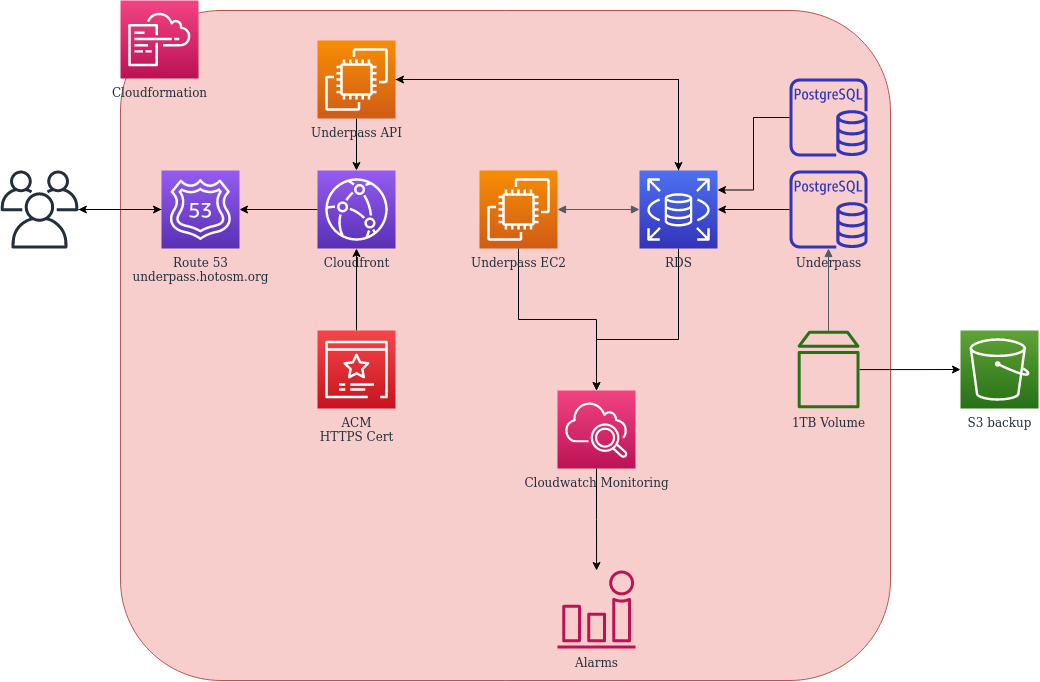 Cloudformation
Underpass API
PostgreSQL
PostgreSQL
53
Route 53
underpass.hotosm.org
Cloudfront
Underpass EC2
RDS
Underpass
ACM
HTTPS Cert
1TB Volume
S3 backup
Cloudwatch Monitoring
Alarms